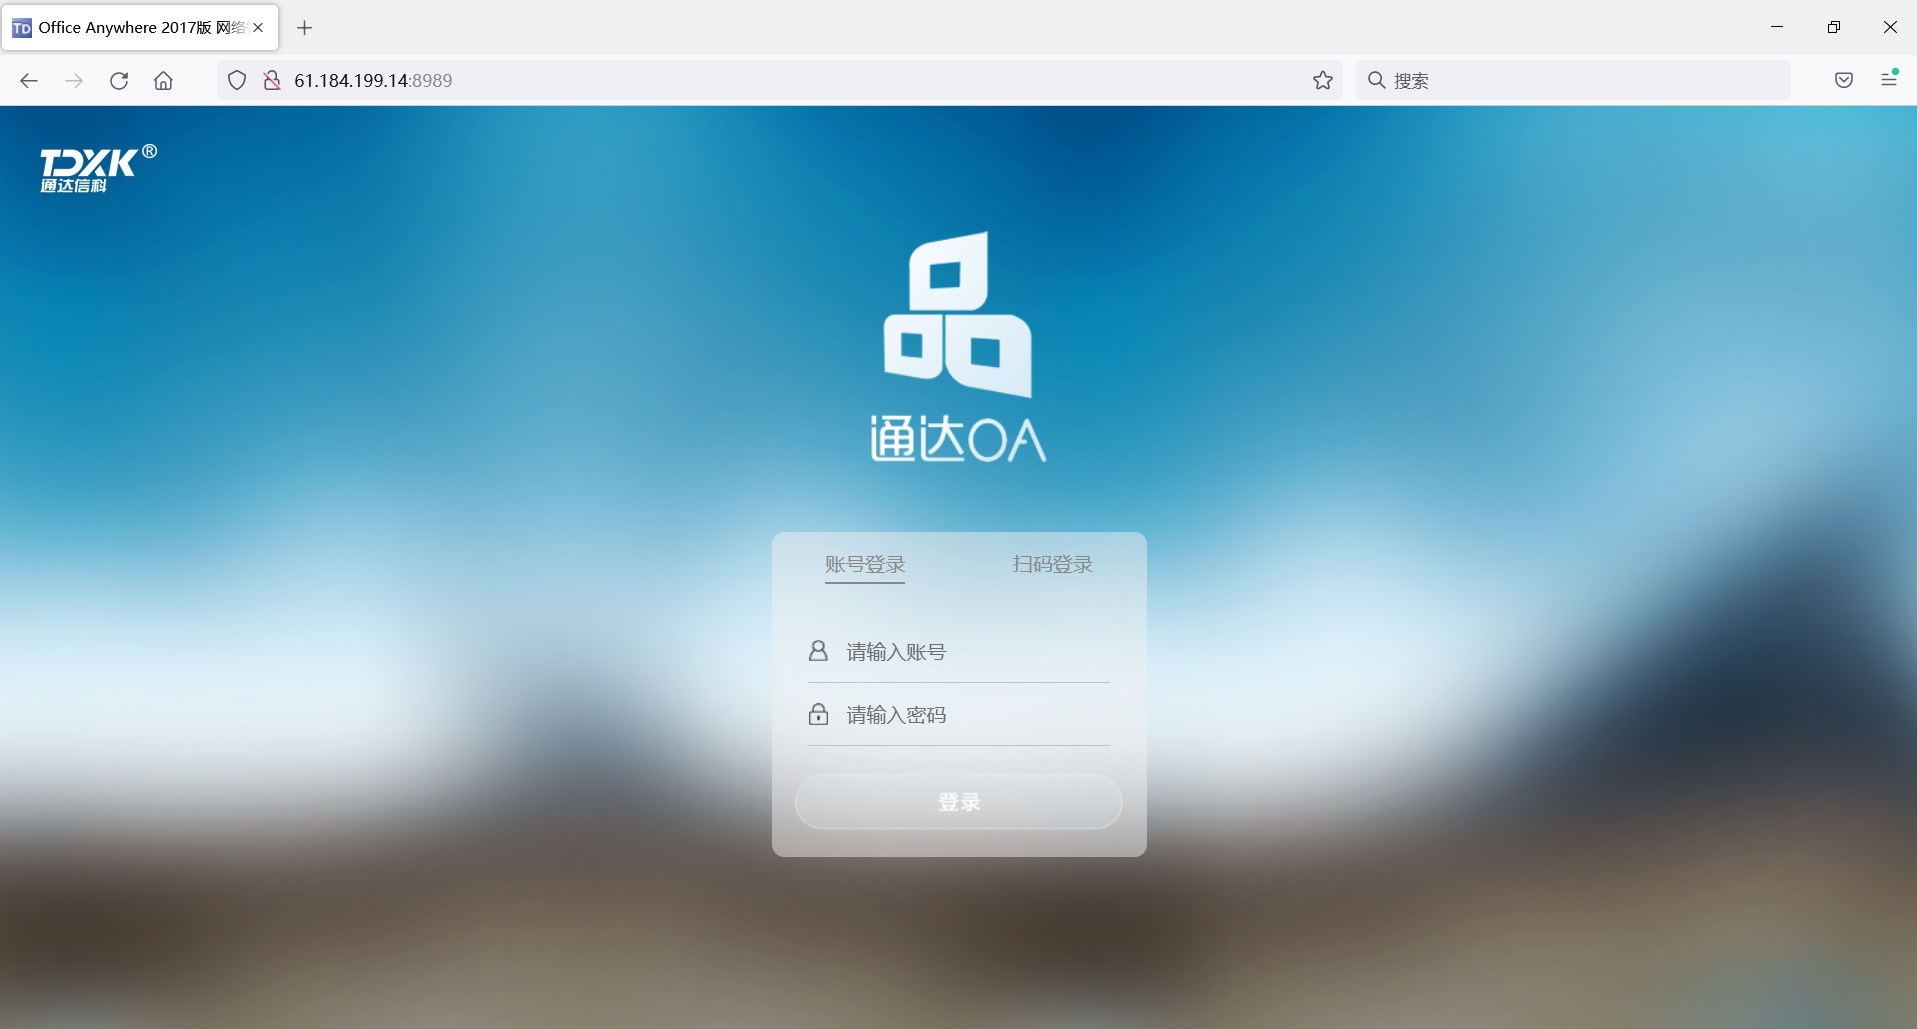 TD Office Anywhere 2017版 网络
61.184.199.14:8989
搜索
TDXK®
通达信科
通达OA
账号登录
扫码登录
请输入账号
请输入密码
登录